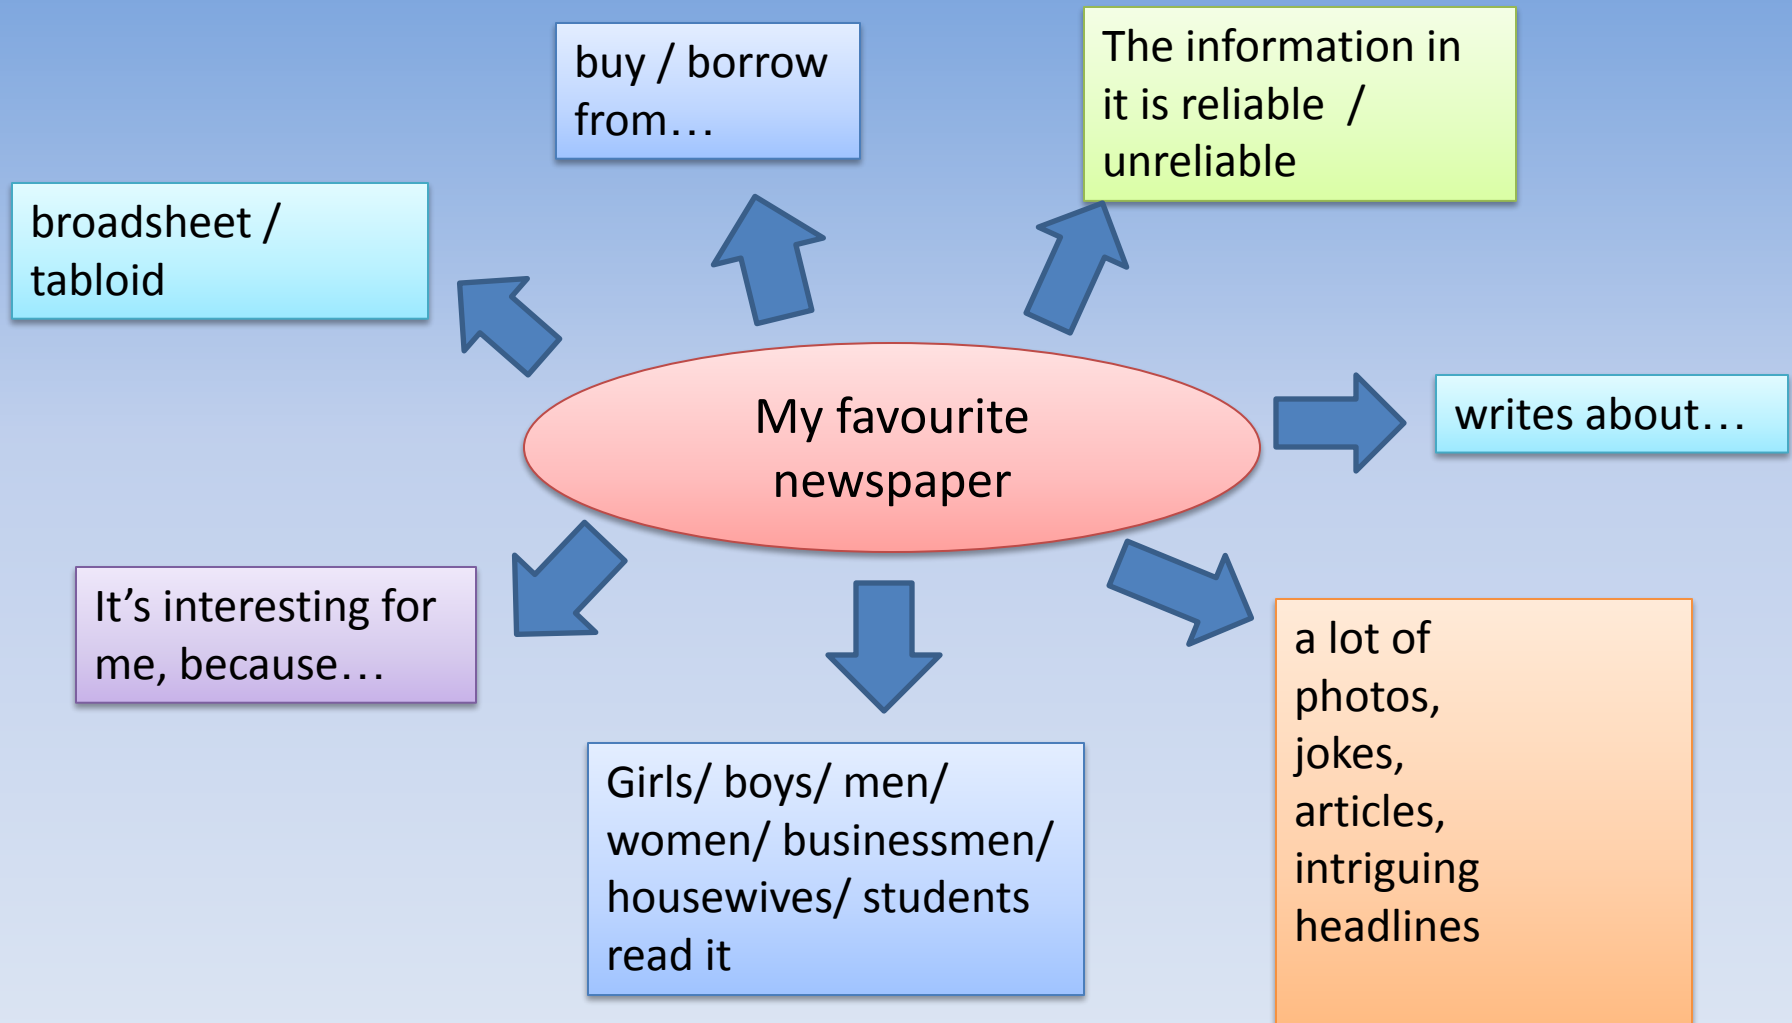 buy / borrow
from…
The information in
it is reliable  /
unreliable
broadsheet /
tabloid
My favourite
newspaper
writes about…
It’s interesting for
me, because…
a lot of
photos,
jokes,
articles,
intriguing
headlines
Girls/ boys/ men/
women/ businessmen/
housewives/ students
read it